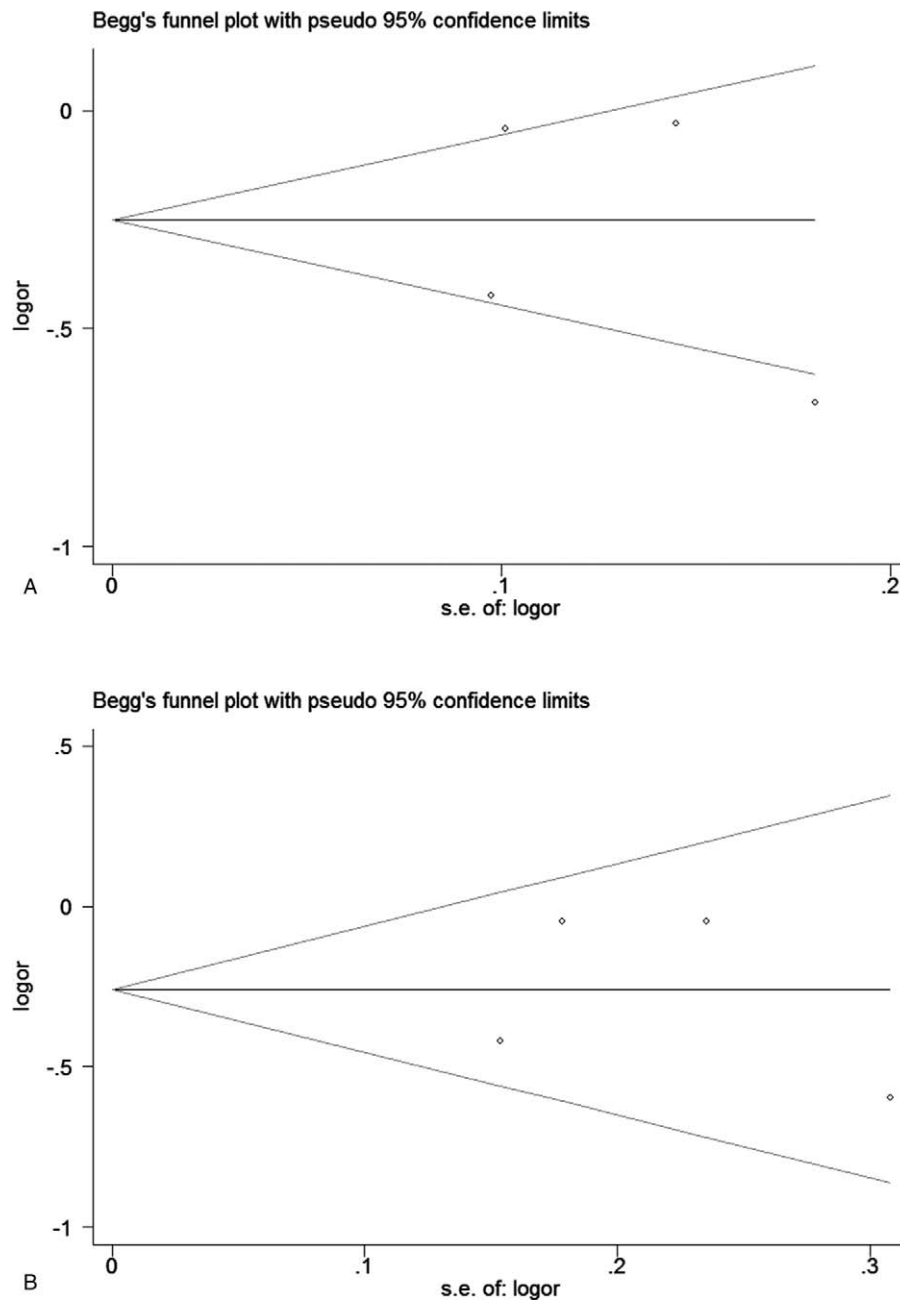 Begg's funnel plot with pseudo 95% confidence limits
0
-.5
-1
logor
0 .1 .2
s.e. of: logor
A
Begg's funnel plot with pseudo 95% confidence limits
.5
0
-.5
-1
logor
0 .1 .2 .3
s.e. of: logor
B